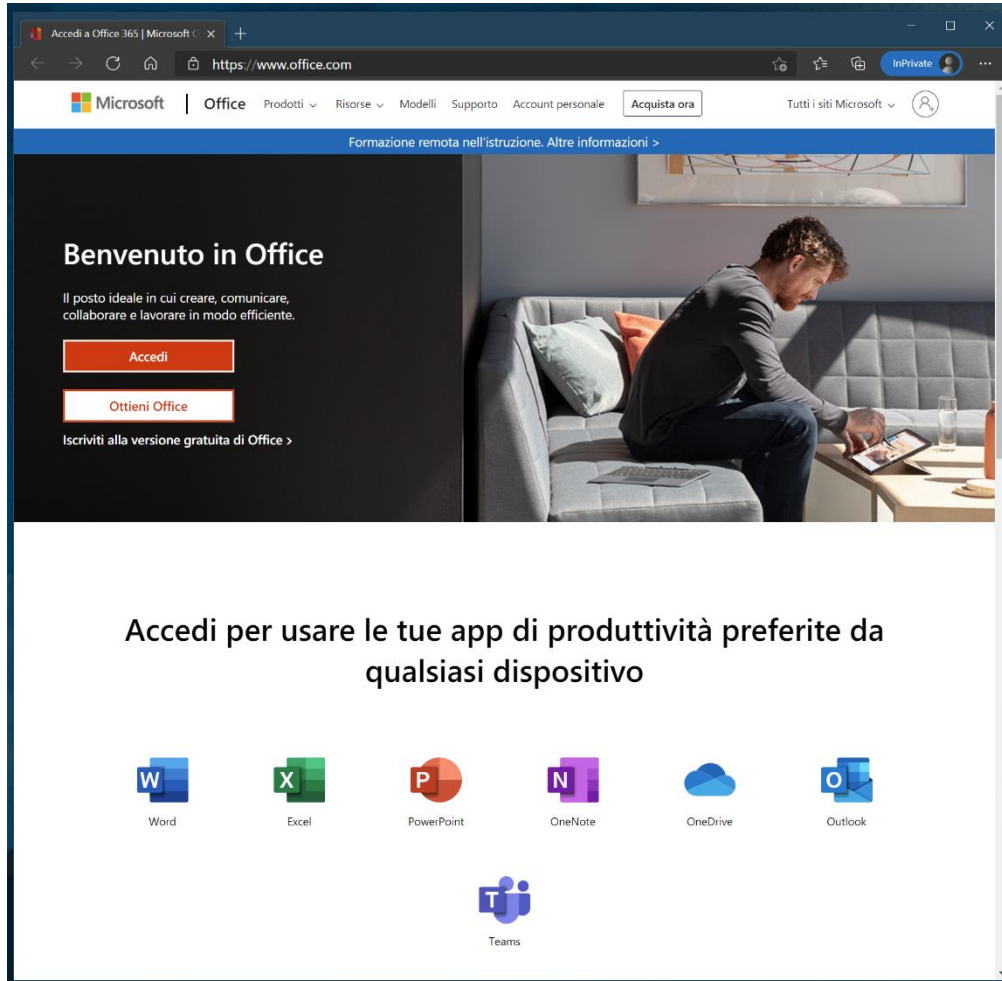 Accedi a Office 365 | Microsoft O
https://www.office.com
InPrivate
Microsoft | Office Prodotti Risorse Modelli Supporto Account personale Acquista ora Tutti i siti Microsoft
Formazione remota nell'istruzione. Altre informazioni >
Benvenuto in Office
Il posto ideale in cui creare, comunicare,
collaborare e lavorare in modo efficiente.
Accedi
Ottieni Office
Iscriviti alla versione gratuita di Office >
Accedi per usare le tue app di produttività preferite da
qualsiasi dispositivo
W X P N O
Word Excel PowerPoint OneNote OneDrive Outlook
T
Teams